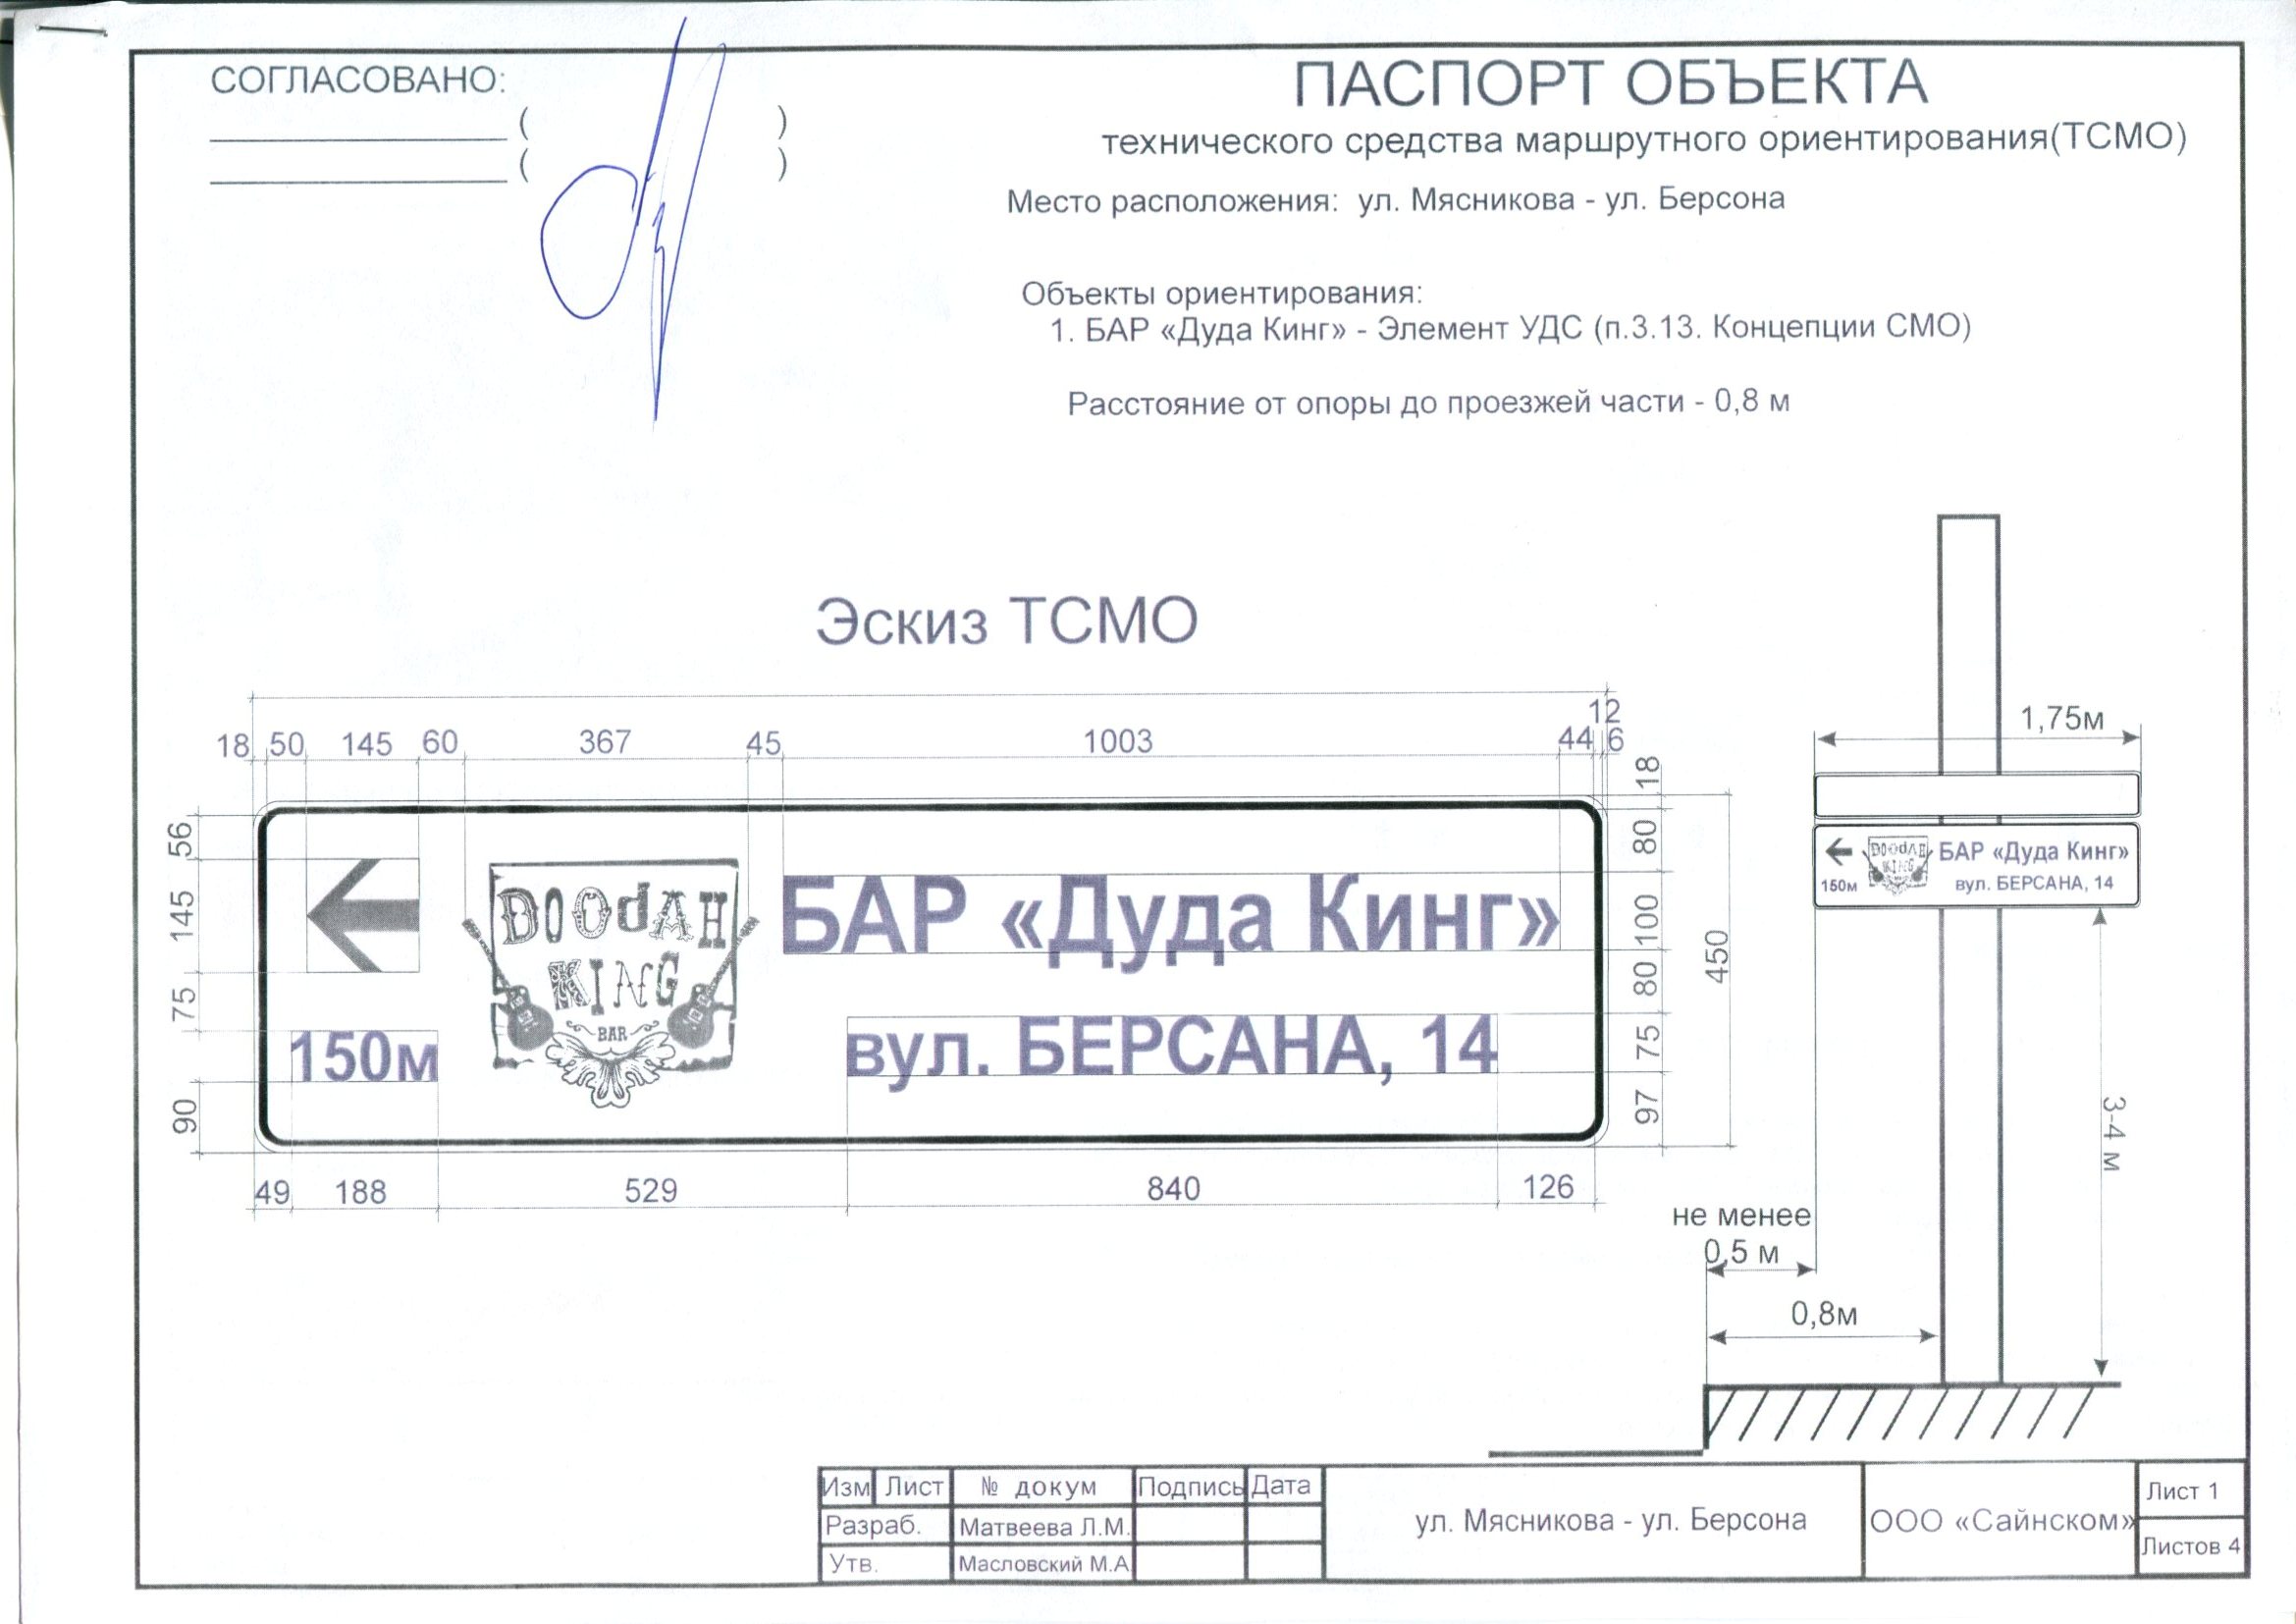 СОГЛАСОВАНО:
( )
( )
ПАСПОРТ ОБЪЕКТА
технического средства маршрутного ориентирования(ТСМО)
Место расположения: ул. Мясникова - ул. Берсона
Объекты ориентирования:
1. БАР «Дуда Кинг» - Элемент УДС (п.3.13. Концепции СМО)
Расстояние от опоры до проезжей части - 0,8 м
Эскиз ТСМО
12
18 50 145 60 367 45 1003 44 6
56
145
75
90
DOODAH
KING
BAR
БАР «Дуда Кинг»
150м
вул. БЕРСАНА, 14
18
80
100
80
75
97
450
49 188 529 840 126
1,75м
DOODAH
KING
БАР «Дуда Кинг»
150м
вул. БЕРСАНА, 14
3-4 м
не менее
0,5 м
0,8м
Изм Лист № докум Подпись Дата
Разраб. Матвеева Л.М.
Утв. Масловский М.А
ул. Мясникова - ул. Берсона
ООО «Сайнском»
Лист 1
Листов 4